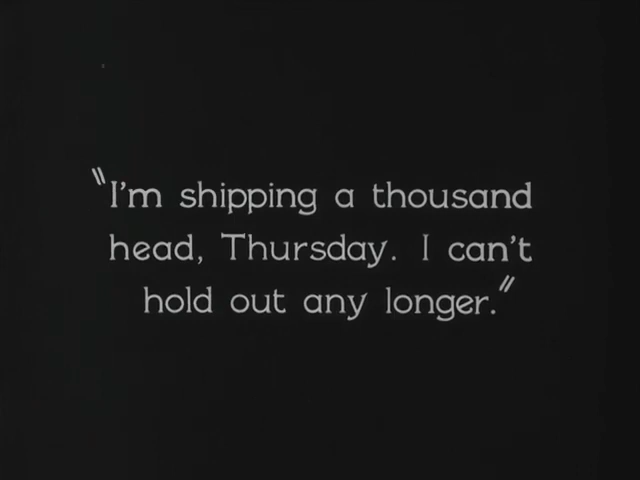 "I'm shipping a thousand
head, Thursday. I can't
hold out any longer."